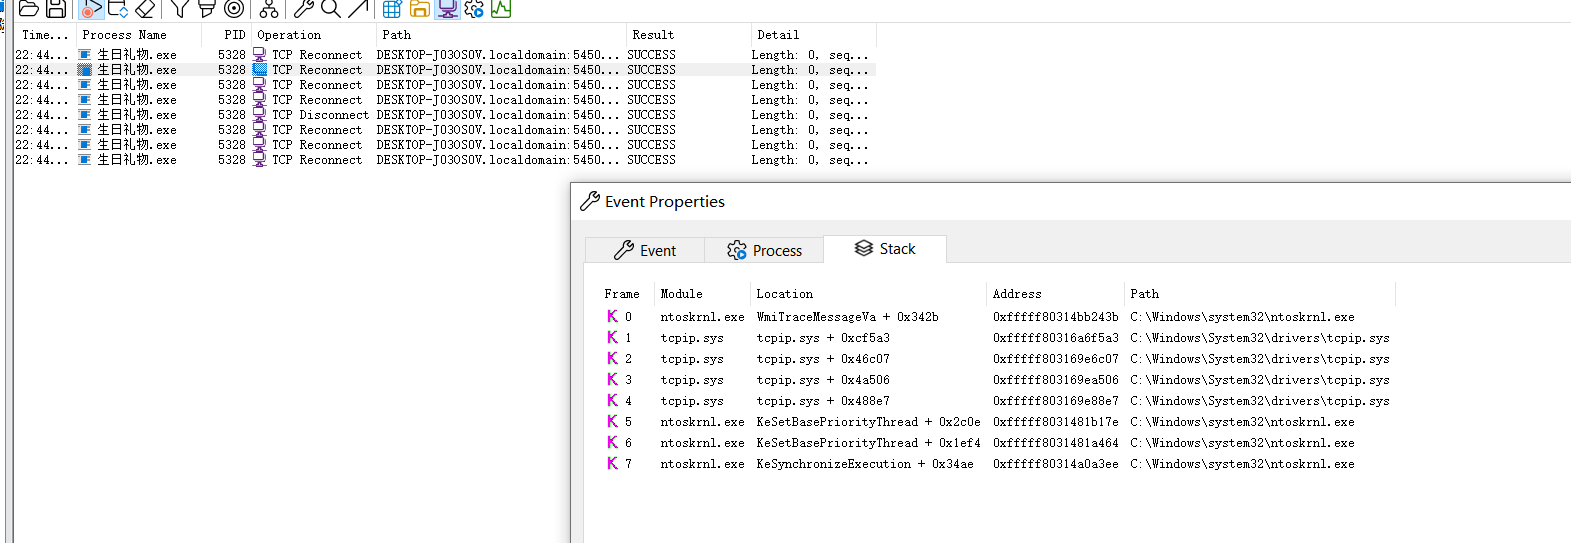 Time... Process Name PID Operation Path Result Detail
22:44... 生日礼物.exe 5328 TCP Reconnect DESKTOP-J03OS0V.localdomain:5450... SUCCESS Length: 0, seq...
22:44... 生日礼物.exe 5328 TCP Reconnect DESKTOP-J03OS0V.localdomain:5450... SUCCESS Length: 0, seq...
22:44... 生日礼物.exe 5328 TCP Reconnect DESKTOP-J03OS0V.localdomain:5450... SUCCESS Length: 0, seq...
22:44... 生日礼物.exe 5328 TCP Reconnect DESKTOP-J03OS0V.localdomain:5450... SUCCESS Length: 0, seq...
22:44... 生日礼物.exe 5328 TCP Disconnect DESKTOP-J03OS0V.localdomain:5450... SUCCESS Length: 0, seq...
22:44... 生日礼物.exe 5328 TCP Reconnect DESKTOP-J03OS0V.localdomain:5450... SUCCESS Length: 0, seq...
22:44... 生日礼物.exe 5328 TCP Reconnect DESKTOP-J03OS0V.localdomain:5450... SUCCESS Length: 0, seq...
22:44... 生日礼物.exe 5328 TCP Reconnect DESKTOP-J03OS0V.localdomain:5450... SUCCESS Length: 0, seq...
Event Properties
Event Process Stack
Frame Module Location Address Path
K 0 ntoskrnl.exe WmiTraceMessageVa + 0x342b 0xfffff80314bb243b C:\Windows\system32\ntoskrnl.exe
K 1 tcpip.sys tcpip.sys + 0xcf5a3 0xfffff80316a6f5a3 C:\Windows\System32\drivers\tcpip.sys
K 2 tcpip.sys tcpip.sys + 0x46c07 0xfffff803169e6c07 C:\Windows\System32\drivers\tcpip.sys
K 3 tcpip.sys tcpip.sys + 0x4a506 0xfffff803169ea506 C:\Windows\System32\drivers\tcpip.sys
K 4 tcpip.sys tcpip.sys + 0x488e7 0xfffff803169e88e7 C:\Windows\System32\drivers\tcpip.sys
K 5 ntoskrnl.exe KeSetBasePriorityThread + 0x2c0e 0xfffff8031481b17e C:\Windows\system32\ntoskrnl.exe
K 6 ntoskrnl.exe KeSetBasePriorityThread + 0x1ef4 0xfffff8031481a464 C:\Windows\system32\ntoskrnl.exe
K 7 ntoskrnl.exe KeSynchronizeExecution + 0x34ae 0xfffff80314a0a3ee C:\Windows\system32\ntoskrnl.exe